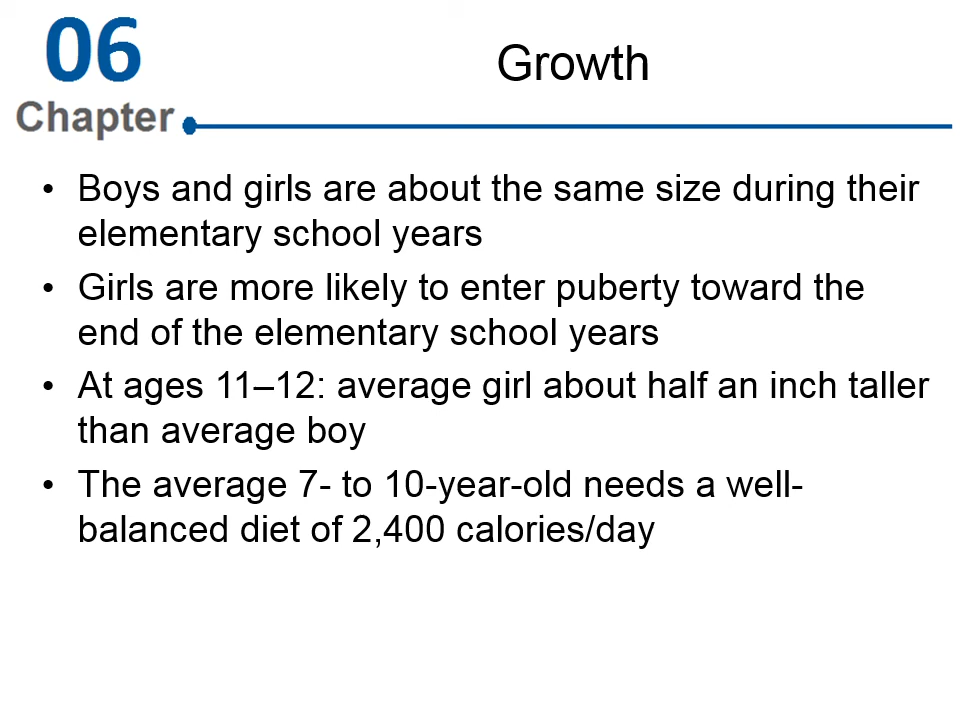 06
Chapter
Growth
• Boys and girls are about the same size during their
elementary school years
• Girls are more likely to enter puberty toward the
end of the elementary school years
• At ages 11–12: average girl about half an inch taller
than average boy
• The average 7- to 10-year-old needs a well-
balanced diet of 2,400 calories/day